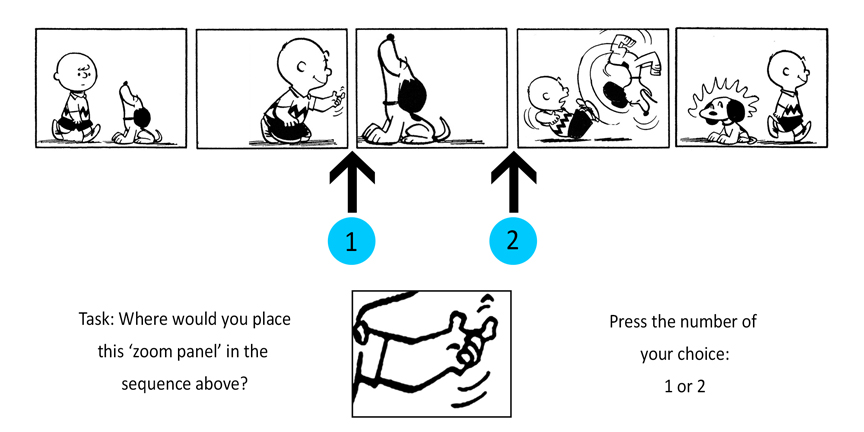 1
2
Task: Where would you place
this ‘zoom panel’ in the
sequence above?
Press the number of
your choice:
1 or 2